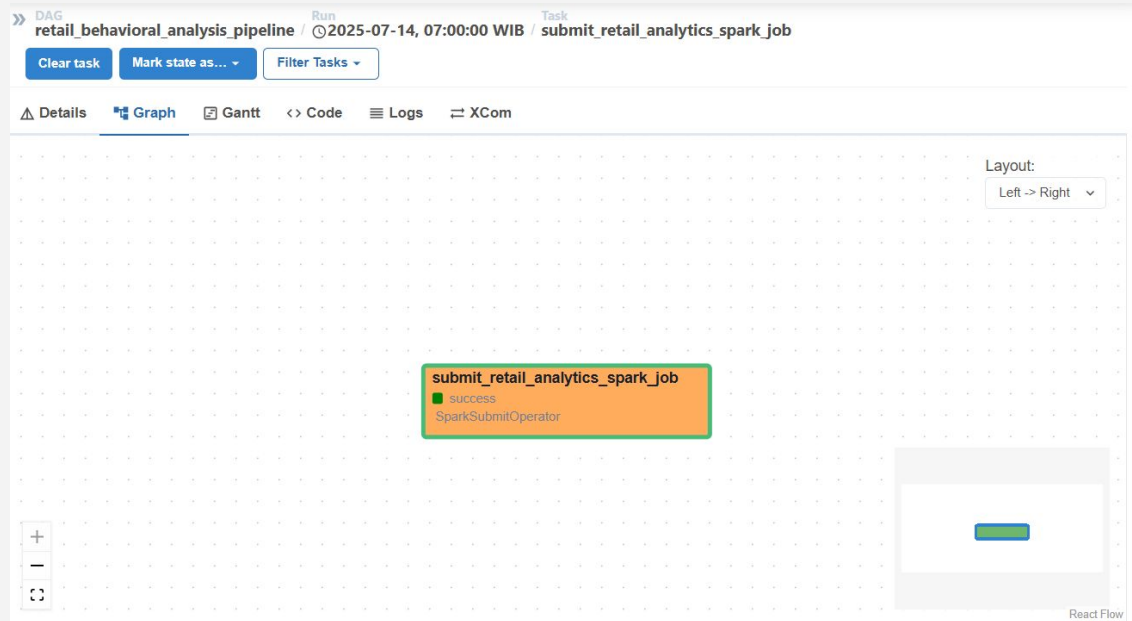 DAG
retail_behavioral_analysis_pipeline
/
Run
2025-07-14, 07:00:00 WIB
/
Task
submit_retail_analytics_spark_job
Clear task
Mark state as...
Filter Tasks
Details
Graph
Gantt
Code
Logs
XCom
Layout:
Left -> Right
submit_retail_analytics_spark_job
success
SparkSubmitOperator
React Flow